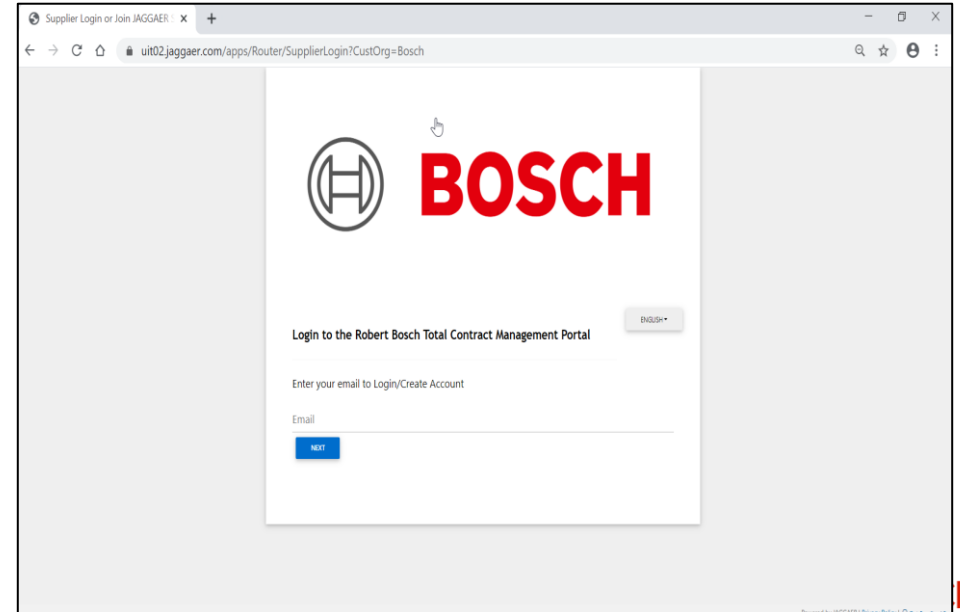 Supplier Login or Join JAGGAER S
uit02.jaggaer.com/apps/Router/SupplierLogin?CustOrg=Bosch
BOSCH
ENGLISH
Login to the Robert Bosch Total Contract Management Portal
Enter your email to Login/Create Account
Email
NEXT